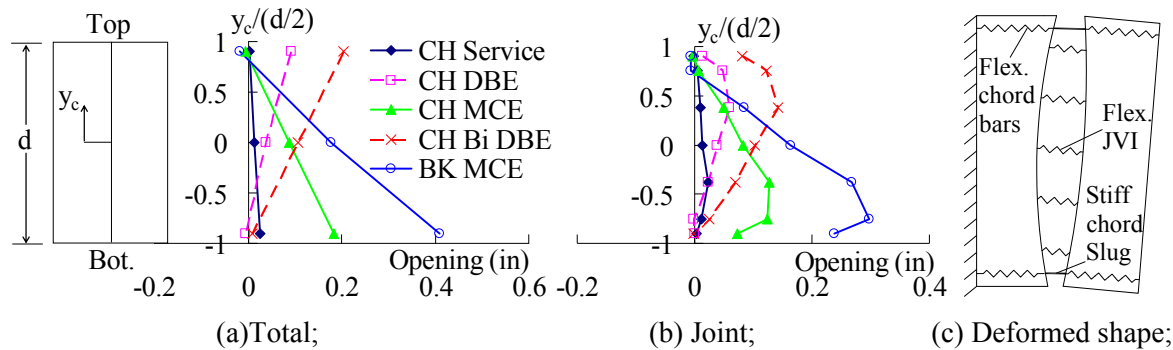 Top
y_c
d
Bot.
y_c/(d/2)
1
0.5
0
-0.5
-1
CH Service
CH DBE
CH MCE
CH Bi DBE
BK MCE
Opening (in)
-0.2 0 0.2 0.4 0.6
(a)Total;
y_c/(d/2)
1
0.5
0
-0.5
-1
Opening (in)
-0.2 0 0.2 0.4
(b) Joint;
Flex.
chord
bars
Flex.
JVI
Stiff
chord
Slug
(c) Deformed shape;